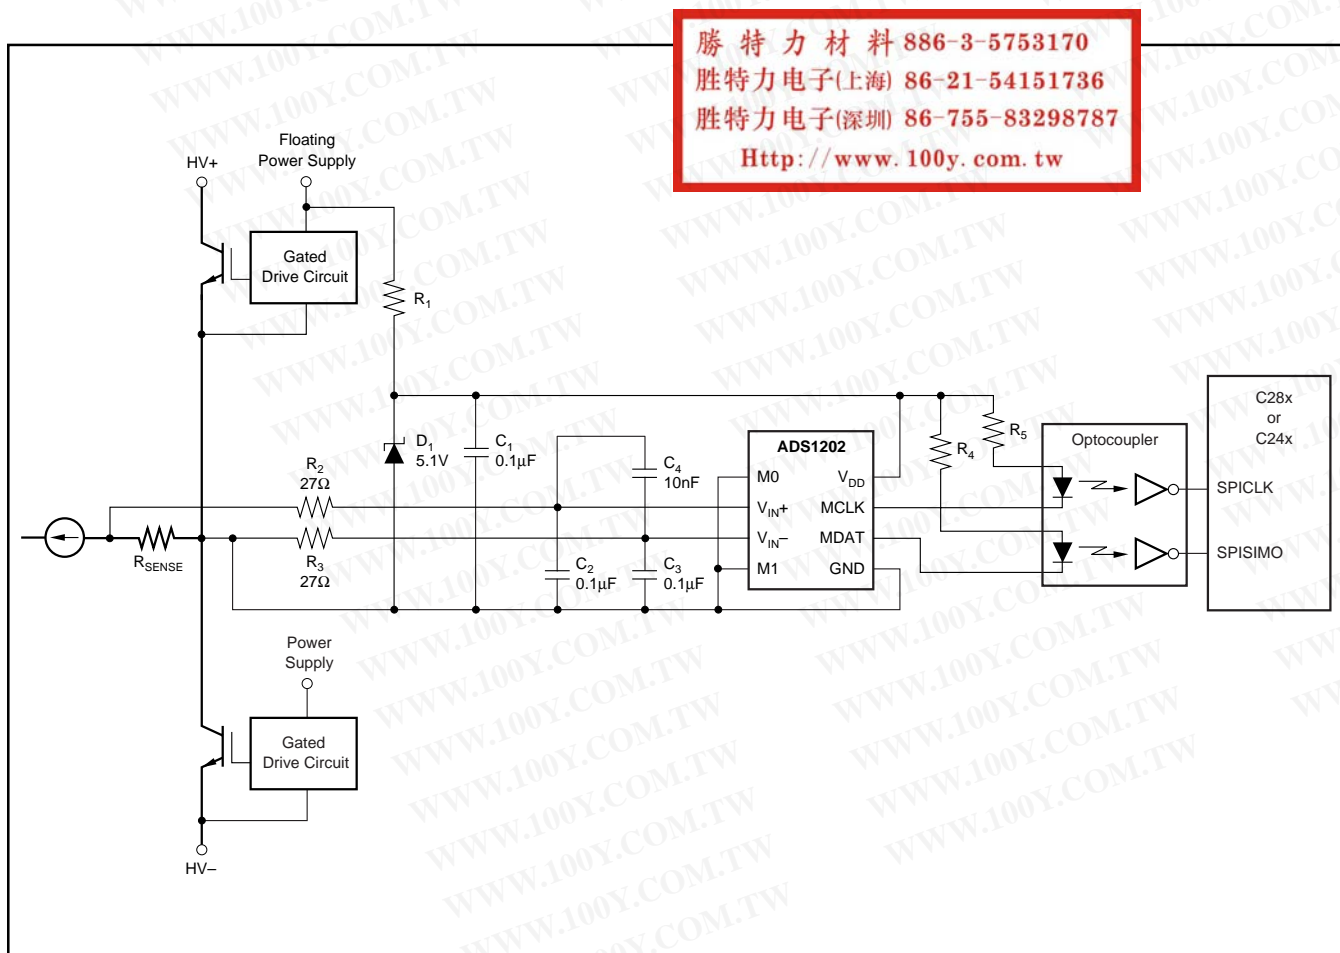 勝特力材料 886-3-5753170
胜特力电子(上海) 86-21-54151736
胜特力电子(深圳) 86-755-83298787
Http://www.100y.com.tw
Floating
Power Supply
HV+
Gated
Drive Circuit
R1
C28x
or
C24x
D1
5.1V
C1
0.1μF
C4
10nF
ADS1202
M0
VDD
VIN+
MCLK
VIN–
MDAT
M1
GND
R4
R5
Optocoupler
SPICLK
SPISIMO
R2
27Ω
RSENSE
R3
27Ω
C2
0.1μF
C3
0.1μF
Power
Supply
Gated
Drive Circuit
HV–
WWW.100Y.COM.TW